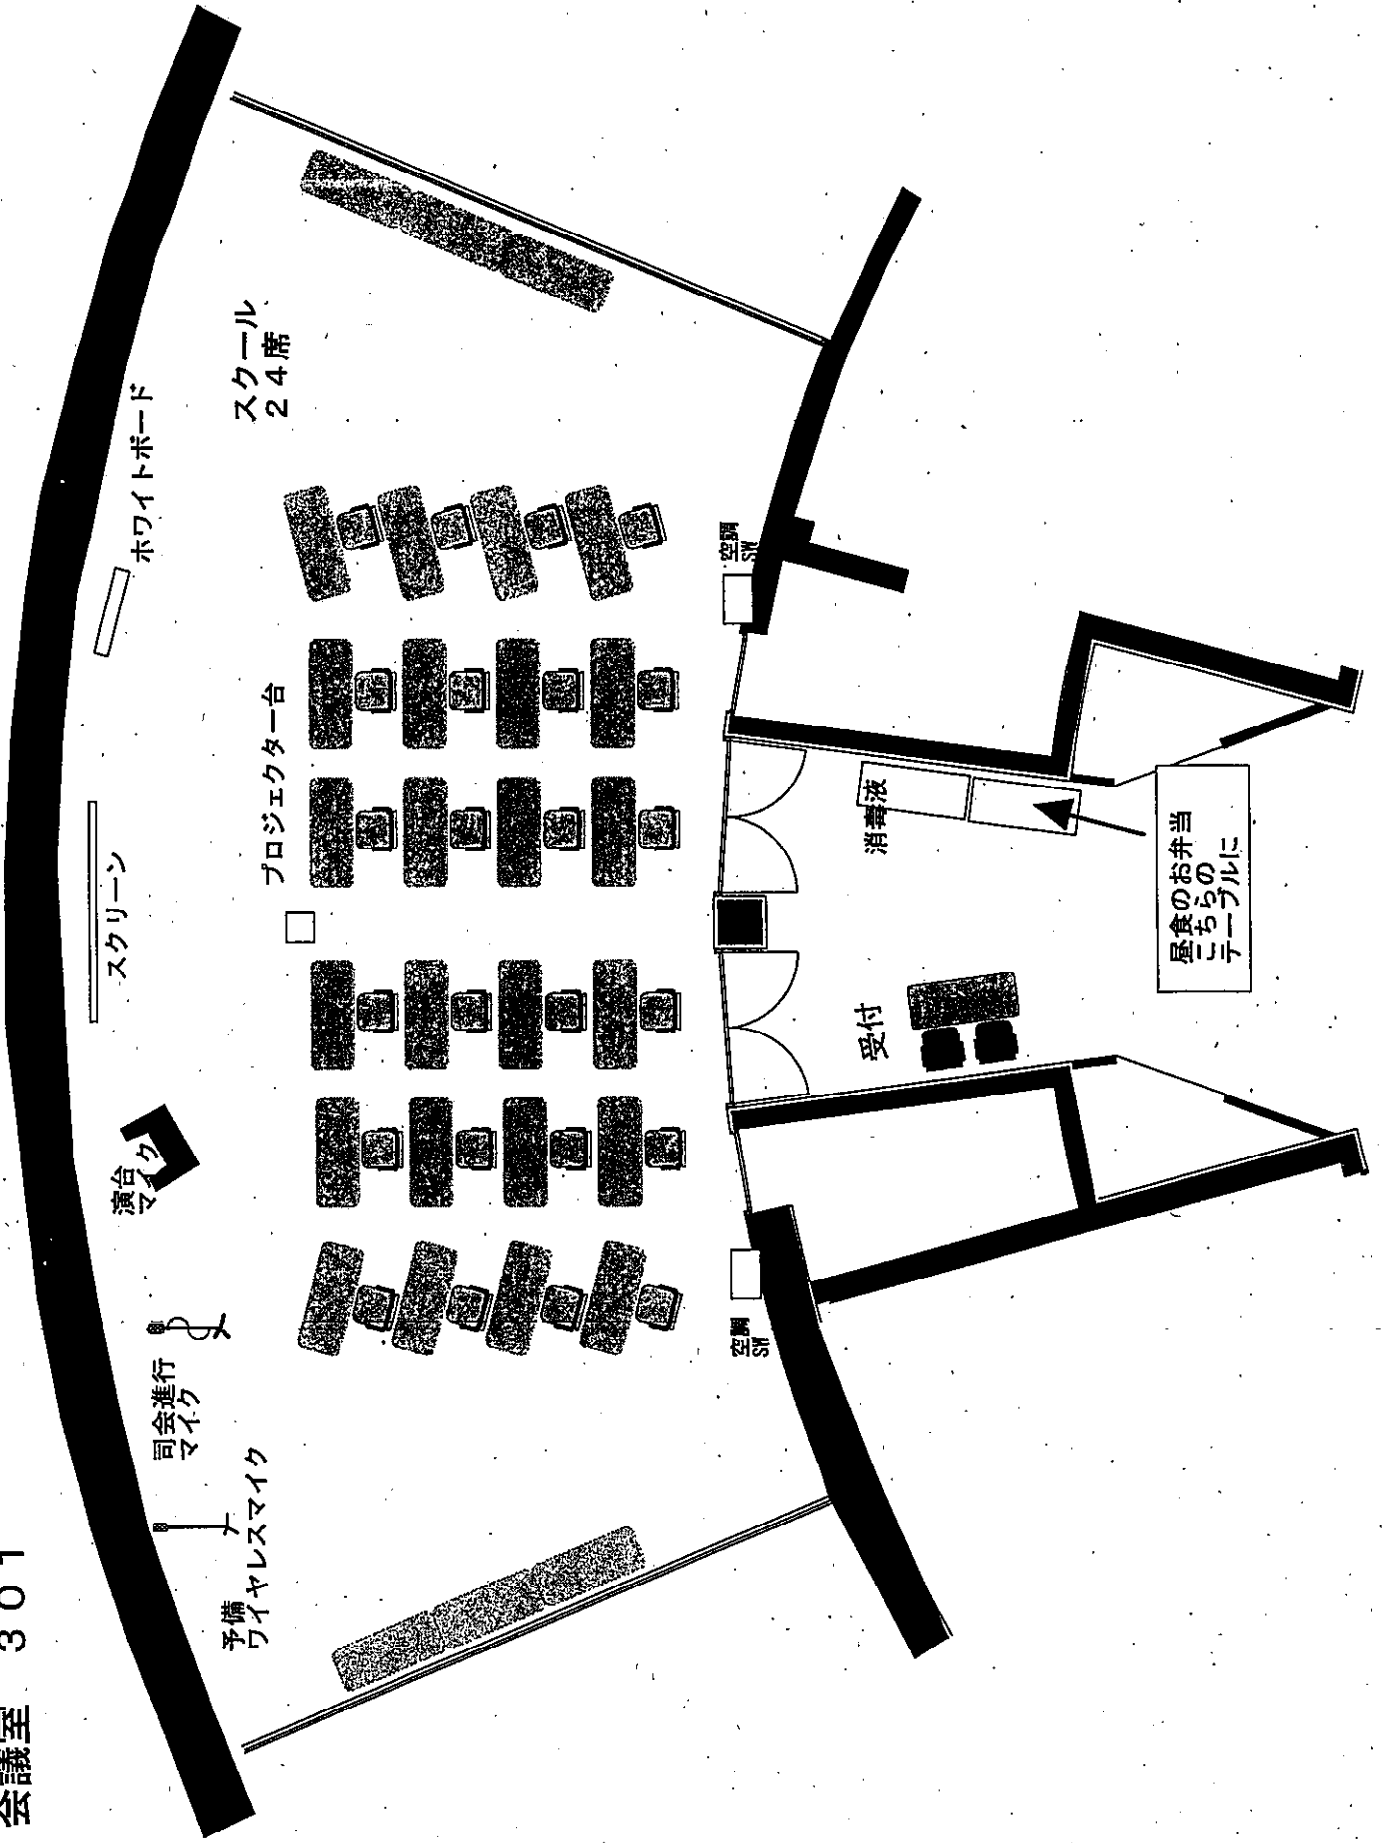 会議室 301
スクリーン
ホワイトボード
演台
マイク
司会進行
マイク
予備
ワイヤレスマイク
プロジェクター台
スクール
24席
空調
SW
空調
SW
受付
消毒液
昼食のお弁当
こちらの
テーブルに